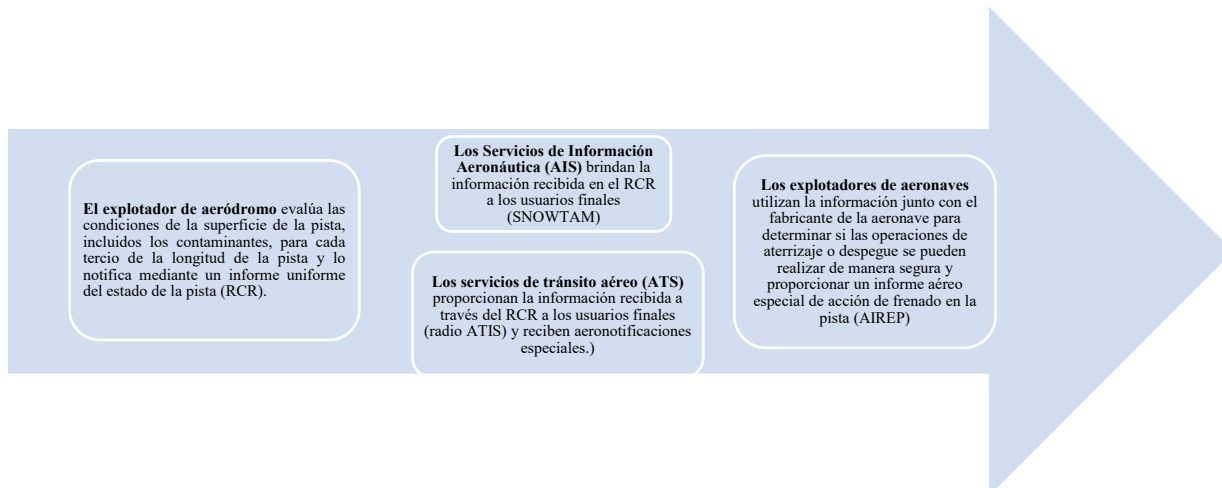 El explotador de aeródromo evalúa las
condiciones de la superficie de la pista,
incluidos los contaminantes, para cada
tercio de la longitud de la pista y lo
notifica mediante un informe uniforme
del estado de la pista (RCR).
Los Servicios de Información
Aeronáutica (AIS) brindan la
información recibida en el RCR
a los usuarios finales
(SNOWTAM)
Los servicios de tránsito aéreo (ATS)
proporcionan la información recibida a
través del RCR a los usuarios finales
(radio ATIS) y reciben aeronotificaciones
especiales.)
Los explotadores de aeronaves
utilizan la información junto con el
fabricante de la aeronave para
determinar si las operaciones de
aterrizaje o despegue se pueden
realizar de manera segura y
proporcionar un informe aéreo
especial de acción de frenado en la
pista (AIREP)